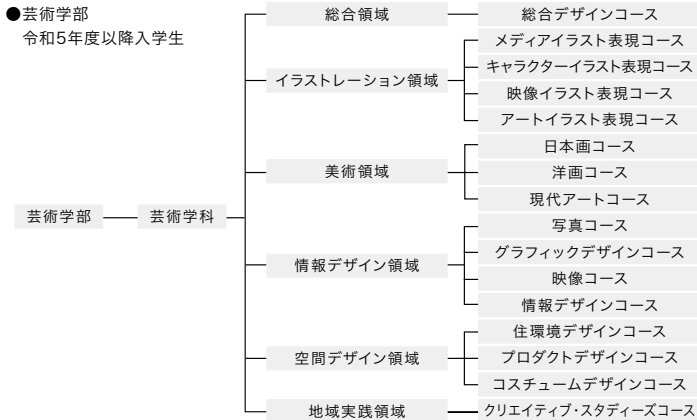 ●芸術学部
令和5年度以降入学生
芸術学部
芸術学科
総合領域
総合デザインコース
イラストレーション領域
メディアイラスト表現コース
キャラクターイラスト表現コース
映像イラスト表現コース
アートイラスト表現コース
美術領域
日本画コース
洋画コース
現代アートコース
情報デザイン領域
写真コース
グラフィックデザインコース
映像コース
情報デザインコース
空間デザイン領域
住環境デザインコース
プロダクトデザインコース
コスチュームデザインコース
地域実践領域
クリエイティブ・スタディーズコース